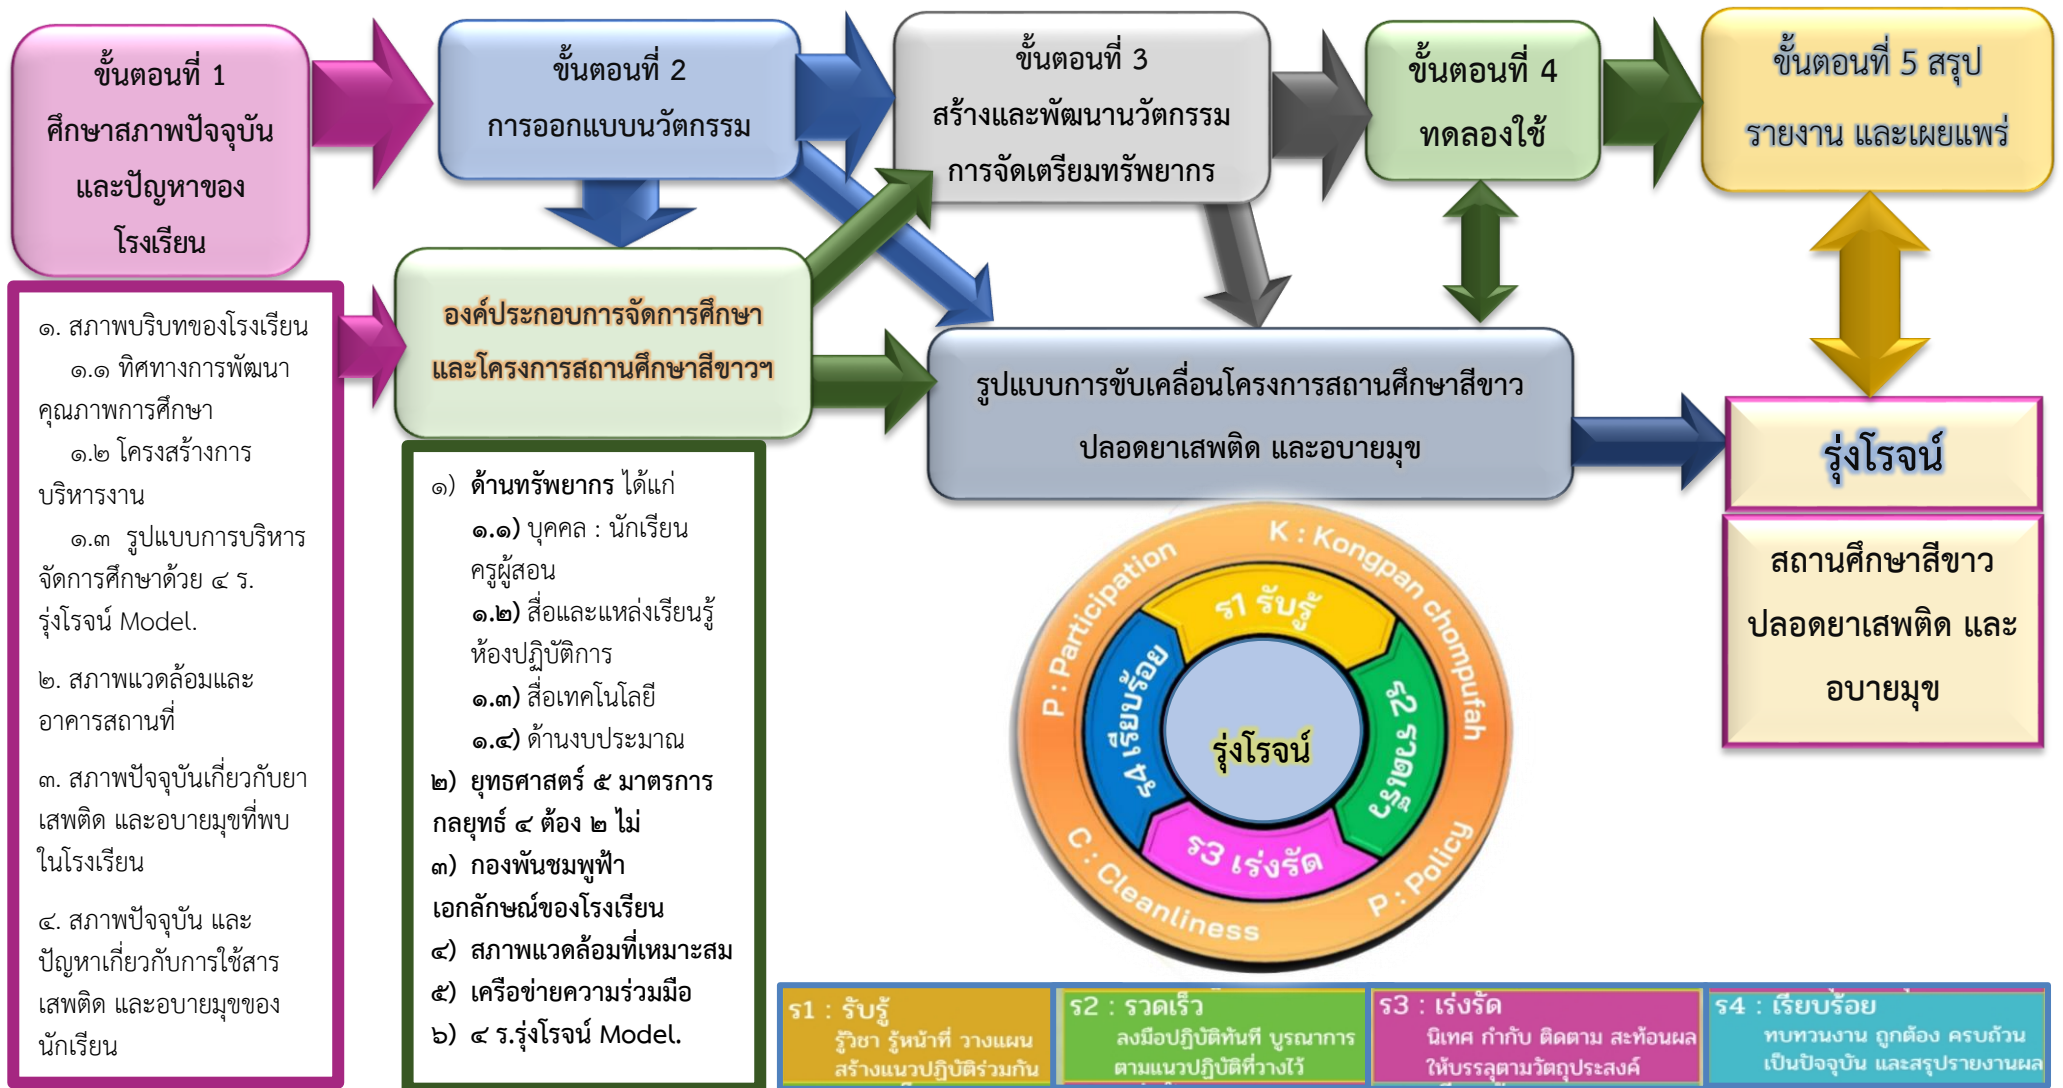 ขั้นตอนที่ 1
ศึกษาสภาพปัจจุบัน
และปัญหาของ
โรงเรียน
ขั้นตอนที่ 2
การออกแบบนวัตกรรม
ขั้นตอนที่ 3
สร้างและพัฒนานวัตกรรม
การจัดเตรียมทรัพยากร
ขั้นตอนที่ 4
ทดลองใช้
ขั้นตอนที่ 5 สรุป
รายงาน และเผยแพร่
๑. สภาพบริบทของโรงเรียน
๑.๑ ทิศทางการพัฒนา
คุณภาพการศึกษา
๑.๒ โครงสร้างการ
บริหารงาน
๑.๓ รูปแบบการบริหาร
จัดการศึกษาด้วย ๔ ร.
รุ่งโรจน์ Model.
๒. สภาพแวดล้อมและ
อาคารสถานที่
๓. สภาพปัจจุบันเกี่ยวกับยา
เสพติด และอบายมุขที่พบ
ในโรงเรียน
๔. สภาพปัจจุบัน และ
ปัญหาเกี่ยวกับการใช้สาร
เสพติด และอบายมุขของ
นักเรียน
องค์ประกอบการจัดการศึกษา
และโครงการสถานศึกษาสีขาวฯ
๑) ด้านทรัพยากร ได้แก่
๑.๑) บุคคล : นักเรียน
ครูผู้สอน
๑.๒) สื่อและแหล่งเรียนรู้
ห้องปฏิบัติการ
๑.๓) สื่อเทคโนโลยี
๑.๔) ด้านงบประมาณ
๒) ยุทธศาสตร์ ๕ มาตรการ
กลยุทธ์ ๔ ต้อง ๒ ไม่
๓) กองพันชมพูฟ้า
เอกลักษณ์ของโรงเรียน
๔) สภาพแวดล้อมที่เหมาะสม
๕) เครือข่ายความร่วมมือ
๖) ๔ ร.รุ่งโรจน์ Model.
รูปแบบการขับเคลื่อนโครงการสถานศึกษาสีขาว
ปลอดยาเสพติด และอบายมุข
รุ่งโรจน์
สถานศึกษาสีขาว
ปลอดยาเสพติด และ
อบายมุข
P : Participation
K : Kongpan chompufah
P : Policy
C : Cleanliness
ร1 รับรู้
ร2 รวดเร็ว
ร3 เร่งรัด
ร4 เรียบร้อย
รุ่งโรจน์
ร1 : รับรู้
รู้วิชา รู้หน้าที่ วางแผน
สร้างแนวปฏิบัติร่วมกัน
ร2 : รวดเร็ว
ลงมือปฏิบัติทันที บูรณาการ
ตามแนวปฏิบัติที่วางไว้
ร3 : เร่งรัด
นิเทศ กำกับ ติดตาม สะท้อนผล
ให้บรรลุตามวัตถุประสงค์
ร4 : เรียบร้อย
ทบทวนงาน ถูกต้อง ครบถ้วน
เป็นปัจจุบัน และสรุปรายงานผล